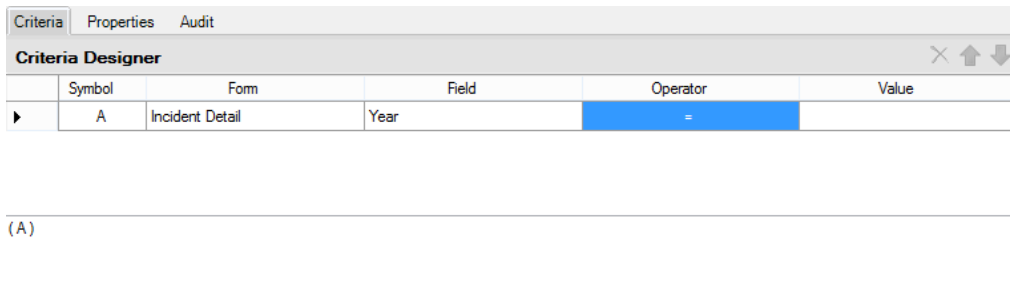 Criteria Properties Audit
Criteria Designer
Symbol Form Field Operator Value
A Incident Detail Year =
(A)